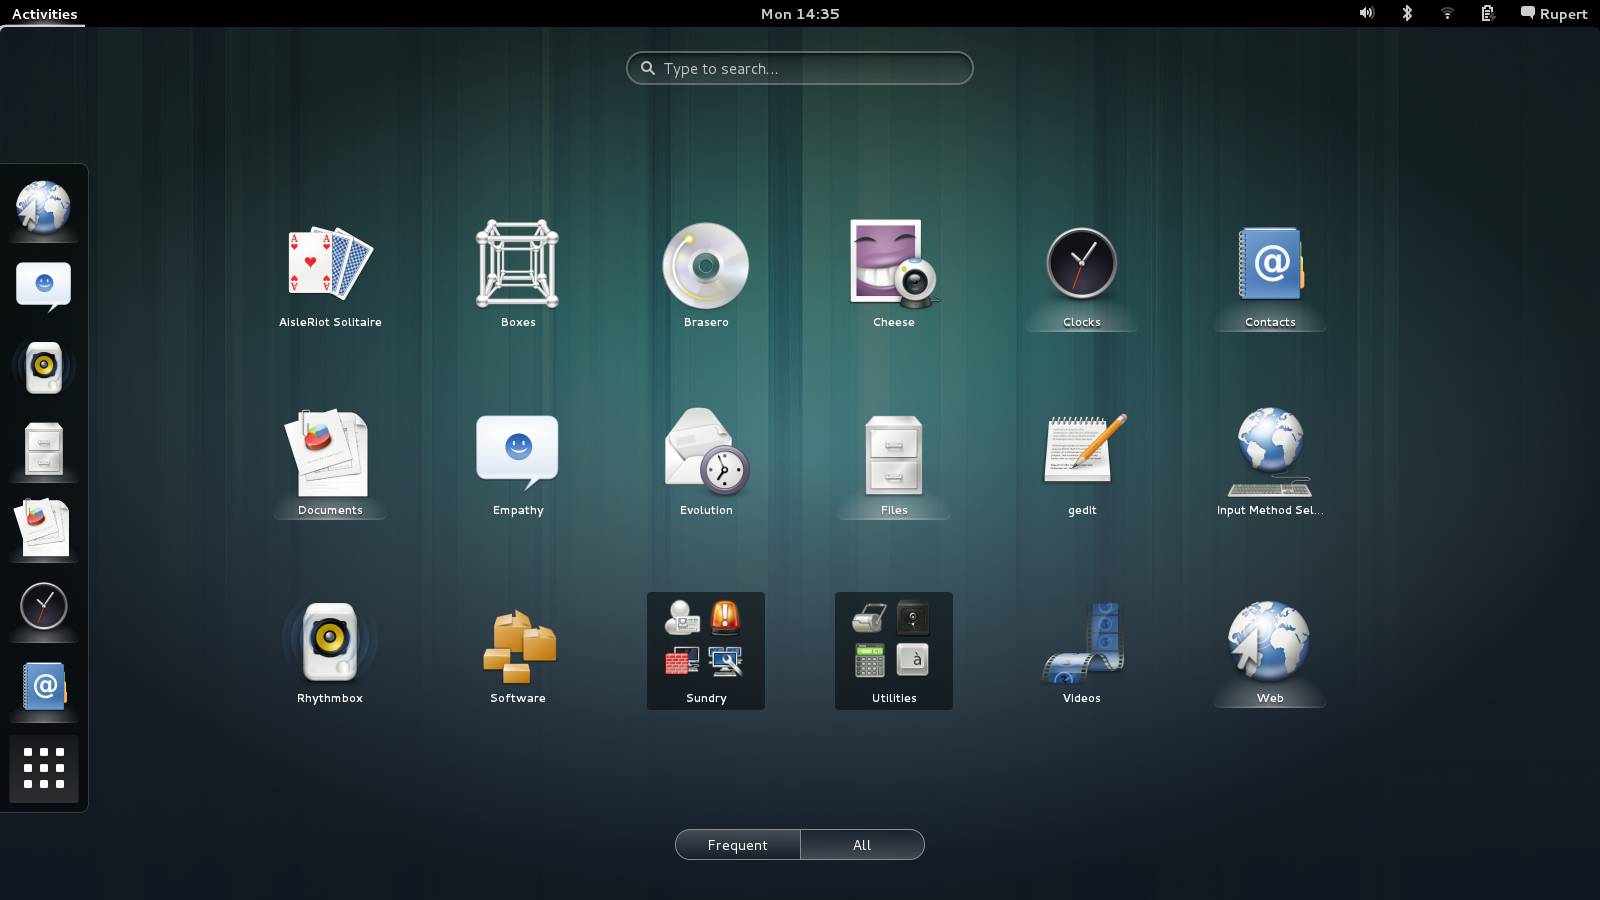 Activities
Mon 14:35
Rupert
Type to search...
AisleRiot Solitaire
Boxes
Brasero
Cheese
Clocks
Contacts
Documents
Empathy
Evolution
Files
gedit
Input Method Sel...
Rhythmbox
Software
Sundry
Utilities
Videos
Web
Frequent
All